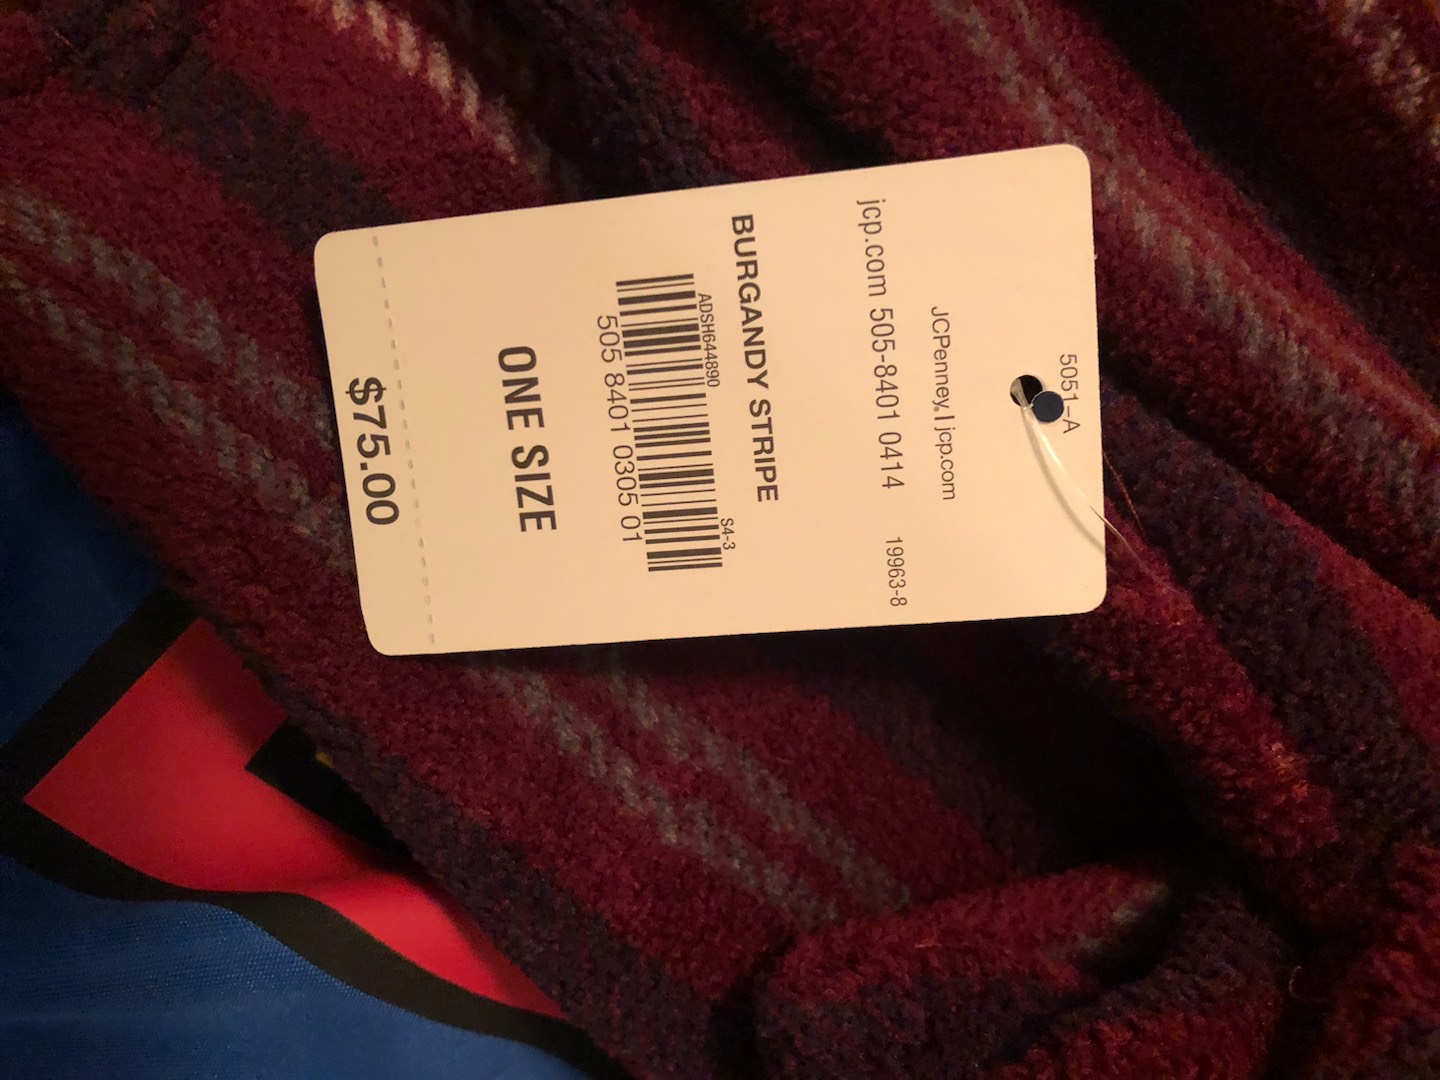 5051-A
JCPenney | jcp.com
jcp.com 505-8401 0414 19963-8
BURGANDY STRIPE
ADSH644890 S4-3
505 8401 0305 01
ONE SIZE
$75.00